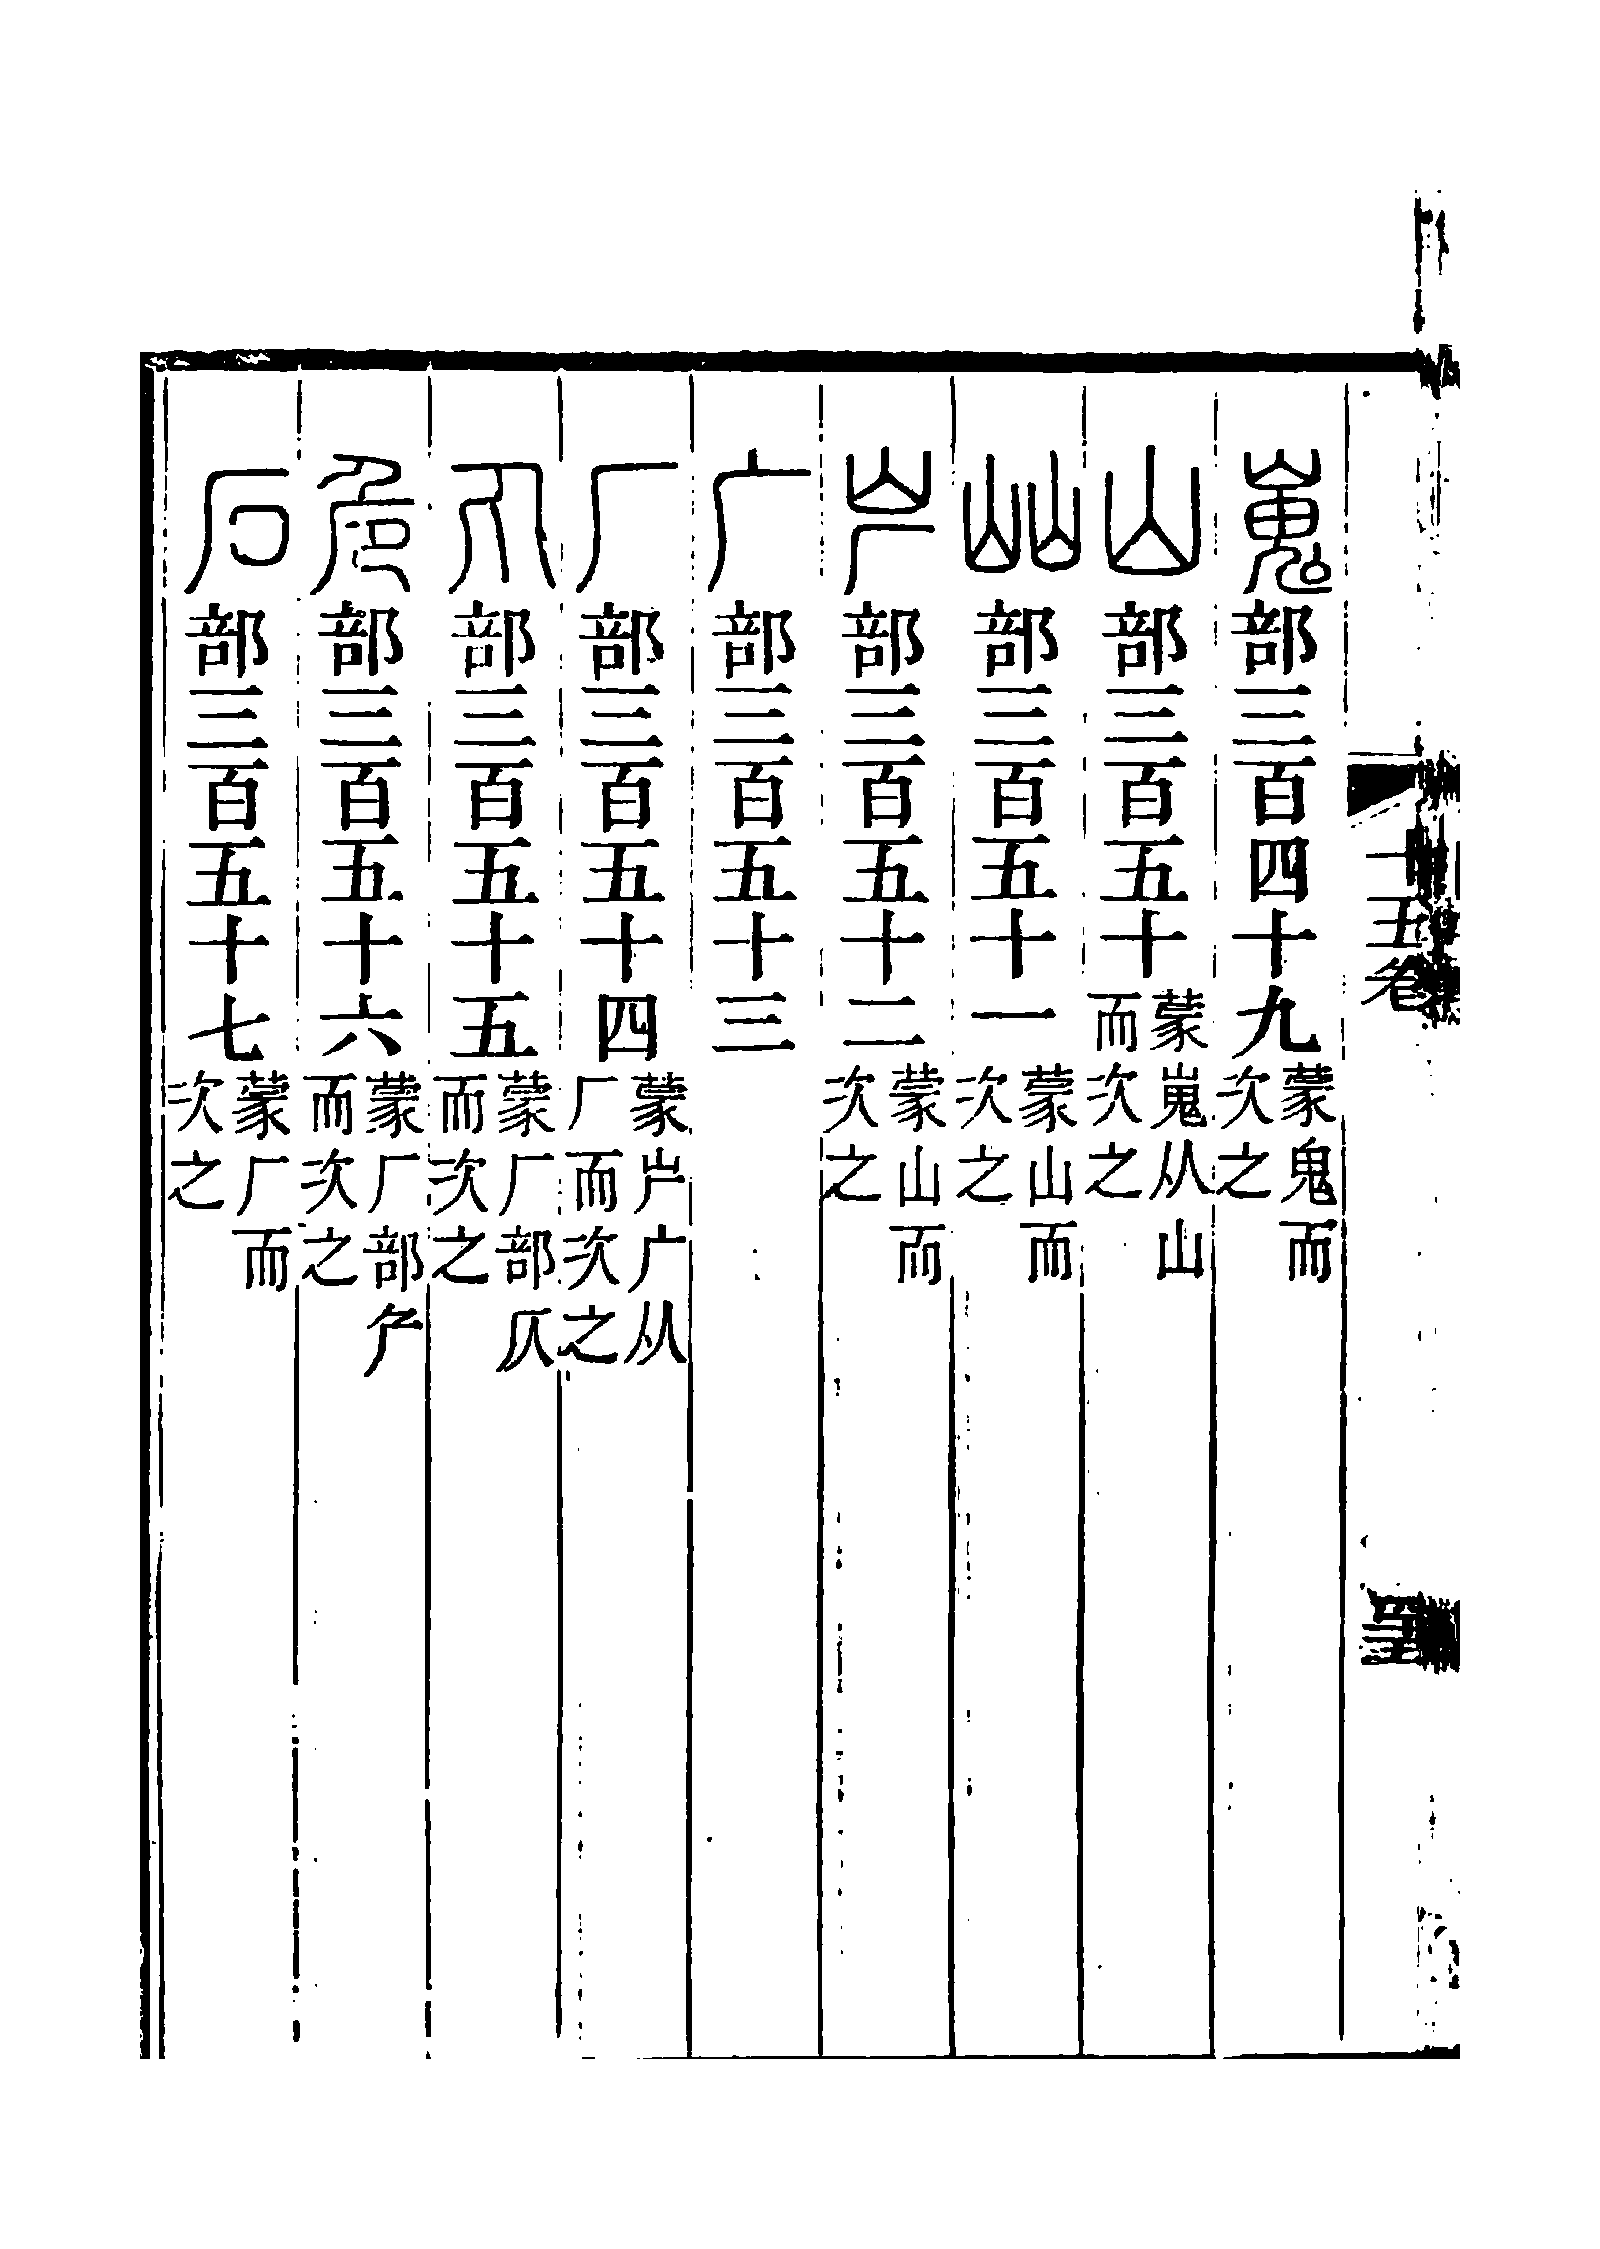 十五卷
嵬部三百四十九蒙鬼而次之
山部三百五十蒙嵬从山而次之
屾部三百五十一蒙山而次之
屵部三百五十二蒙山而次之
广部三百五十三
厂部三百五十四蒙屵广从厂而次之
丸部三百五十五蒙厂部仄而次之
危部三百五十六蒙厂部厃而次之
石部三百五十七蒙厂而次之